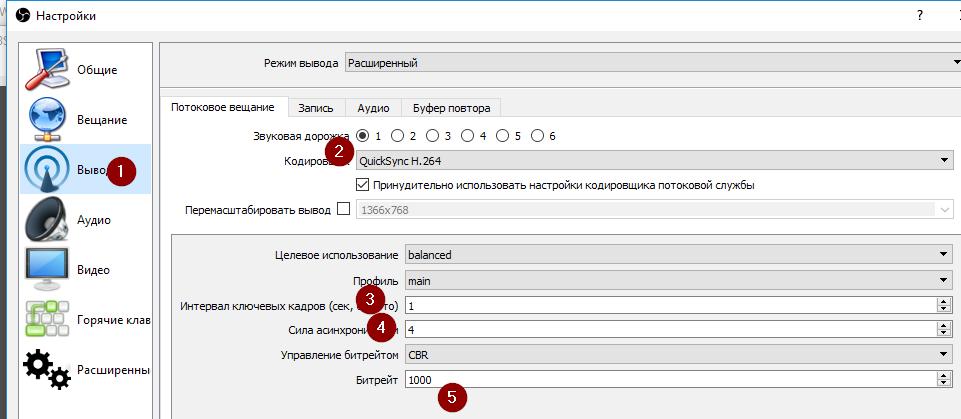 Настройки
?
Общие
Вещание
1
Аудио
Видео
Горячие клав
Расширенны
Режим вывода Расширенный
Потоковое вещание Запись Аудио Буфер повтора
Звуковая дорожка 1 2 3 4 5 6
2
QuickSync H.264
Принудительно использовать настройки кодировщика потоковой службы
Перемасштабировать вывод 1366x768
Целевое использование balanced
Профиль main
3
Интервал ключевых кадров (сек, 1
4
Сила 4
Управление битрейтом CBR
Битрейт 1000
5